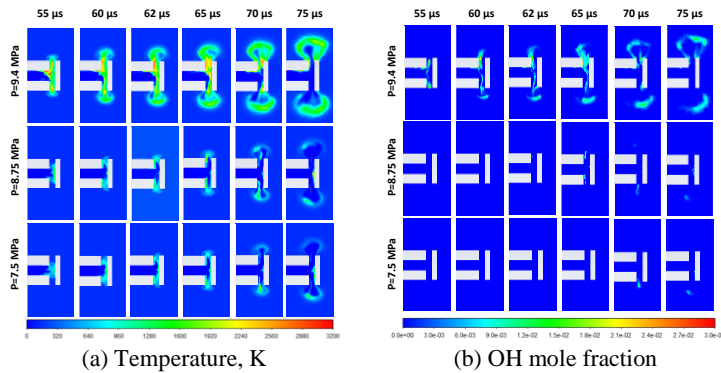 55 µs 60 µs 62 µs 65 µs 70 µs 75 µs
P=9.4 MPa
P=8.75 MPa
P=7.5 MPa
0 320 640 960 1280 1600 1920 2240 2560 2880 3200
(a) Temperature, K
(b)
55 µs 60 µs 62 µs 65 µs 70 µs 75 µs
P=9.4 MPa
P=8.75 MPa
P=7.5 MPa
0.0e+00 3.0e-03 6.0e-03 9.0e-03 1.2e-02 1.5e-02 1.8e-02 2.1e-02 2.4e-02 2.7e-02 3.0e-0
(b) OH mole fraction